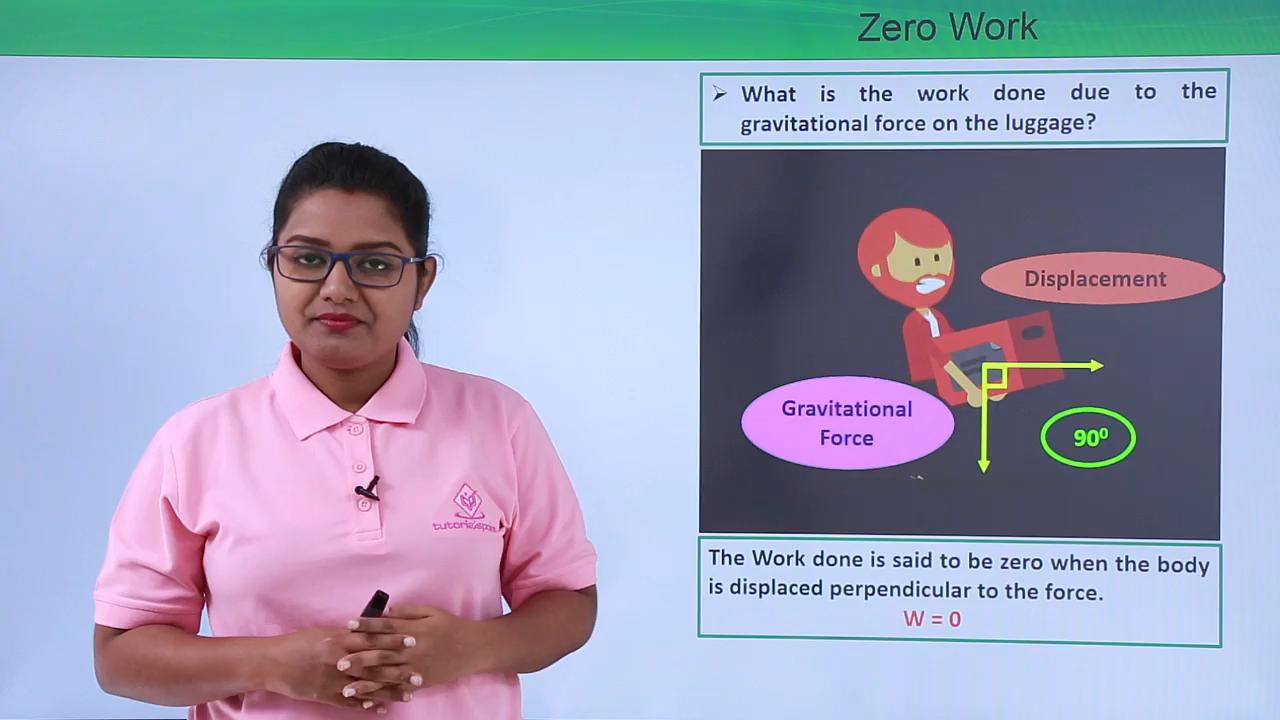 Zero Work
➢ What is the work done due to the
gravitational force on the luggage?
Displacement
Gravitational
Force
90⁰
tutorialspoint
The Work done is said to be zero when the body
is displaced perpendicular to the force.
W = 0